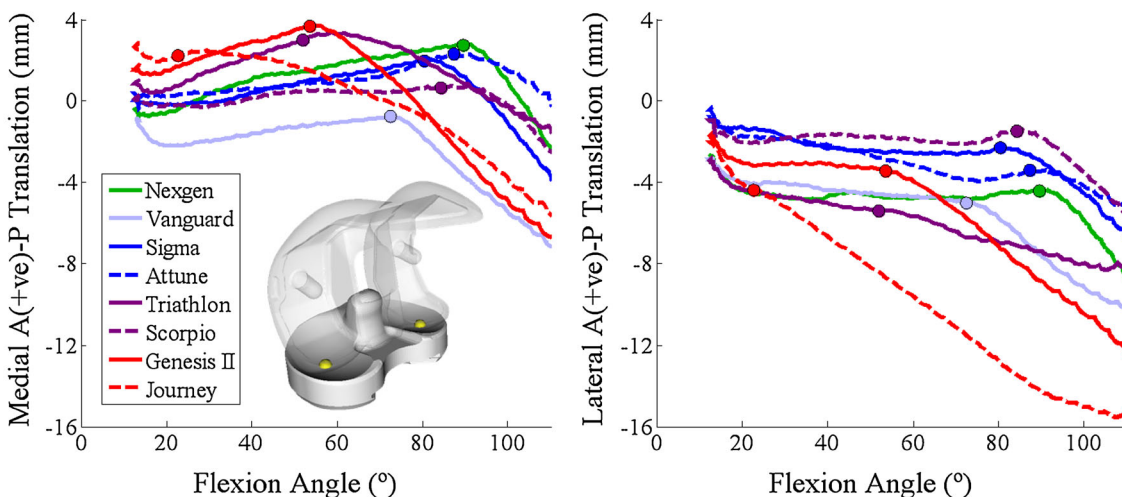 Medial A(+ve)-P Translation (mm)
4
0
-4
-8
-12
-16
0
20
40
60
80
100
Flexion Angle (º)
Nexgen
Vanguard
Sigma
Attune
Triathlon
Scorpio
Genesis II
Journey
Lateral A(+ve)-P Translation (mm)
4
0
-4
-8
-12
-16
0
20
40
60
80
100
Flexion Angle (º)